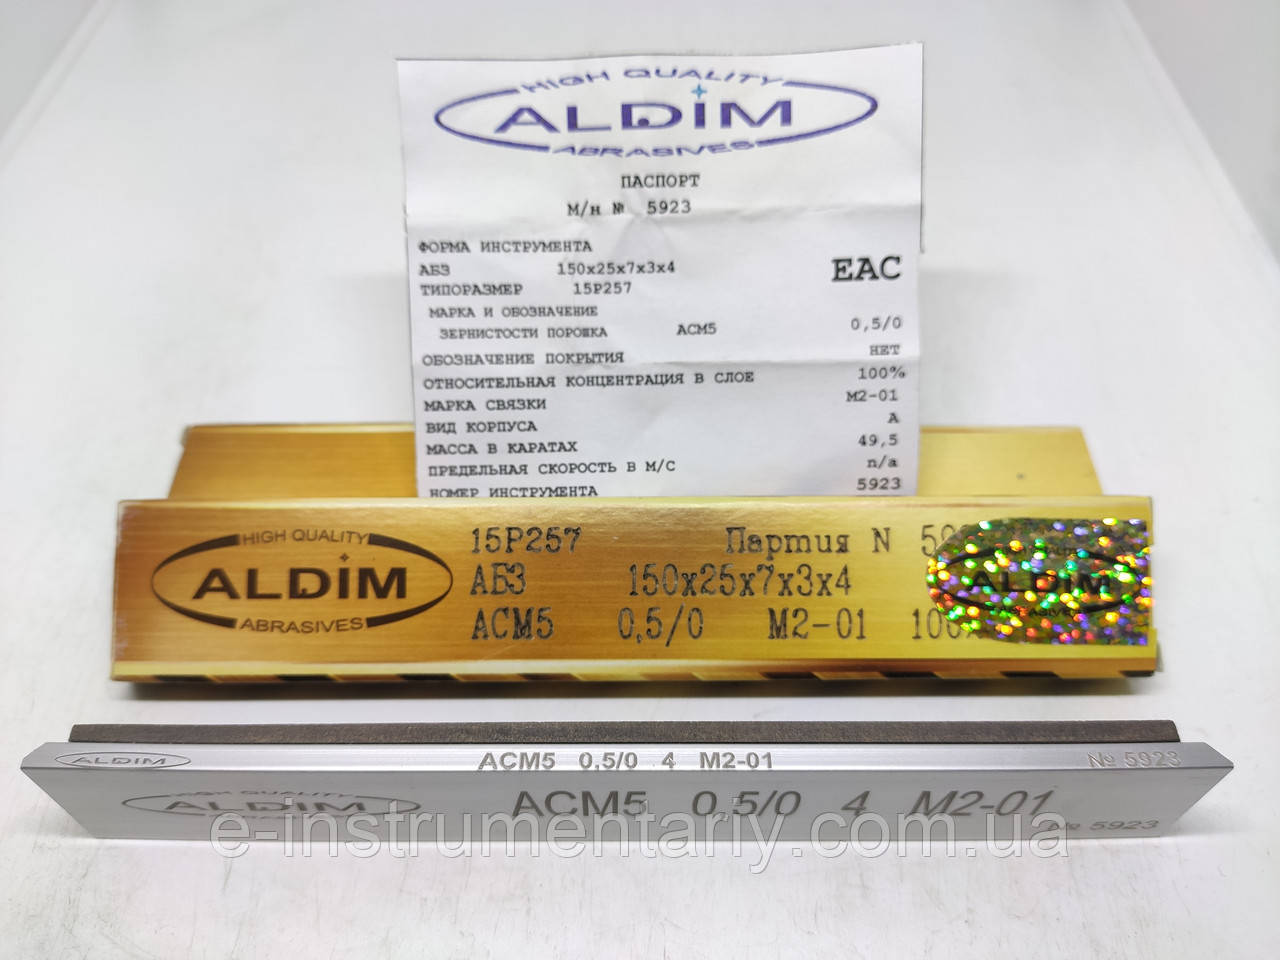 HIGH QUALITY
ALDIM
ABRASIVES
ПАСПОРТ
М/н № 5923
ФОРМА ИНСТРУМЕНТА
АБЗ 150x25x7x3x4
ЕАС
ТИПОРАЗМЕР 15P257
МАРКА И ОБОЗНАЧЕНИЕ
ЗЕРНИСТОСТИ ПОРОШКА АСМ5 0,5/0
ОБОЗНАЧЕНИЕ ПОКРЫТИЯ НЕТ
ОТНОСИТЕЛЬНАЯ КОНЦЕНТРАЦИЯ В СЛОЕ 100%
МАРКА СВЯЗКИ М2-01
ВИД КОРПУСА А
МАССА В КАРАТАХ 49,5
ПРЕДЕЛЬНАЯ СКОРОСТЬ В М/С n/a
НОМЕР ИНСТРУМЕНТА 5923
HIGH QUALITY
ALDIM
ABRASIVES
15P257 Партия N
АБЗ 150x25x7x3x4
АСМ5 0,5/0 М2-01
ALDIM
ALDIM АСМ5 0,5/0 4 М2-01 № 5923
HIGH QUALITY
ALDIM
ABRASIVES
АСМ5 0,5/0 4 М2-01
№ 5923
e-instrumentariy.com.ua